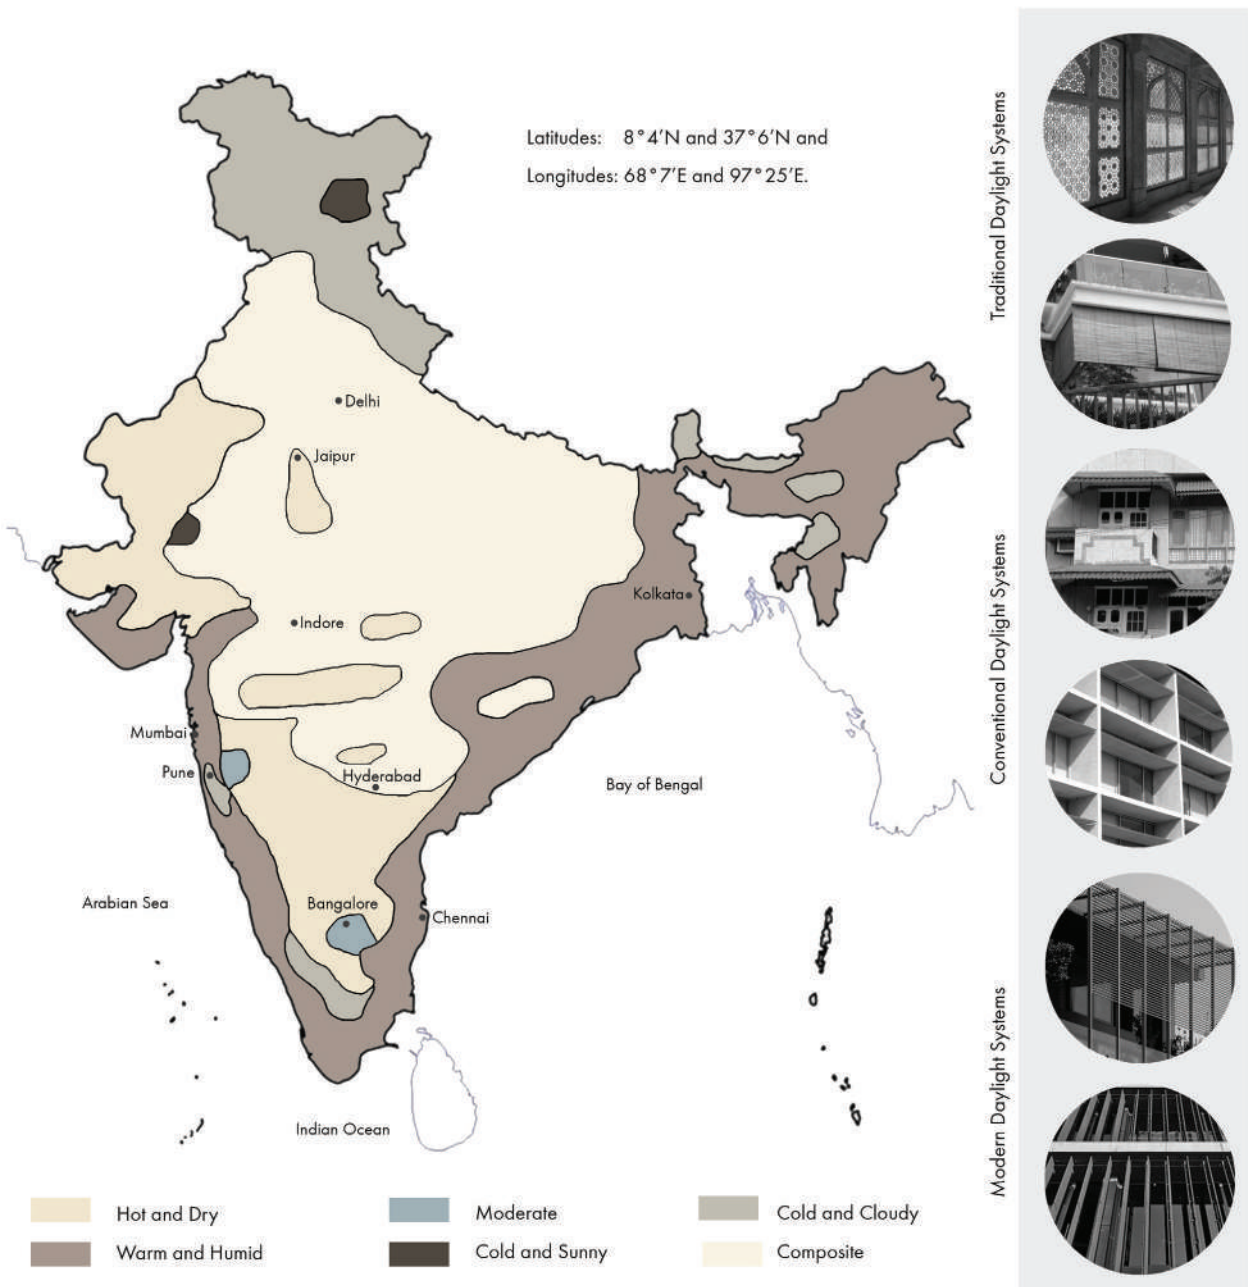 Latitudes: 8°4'N and 37°6'N and
Longitudes: 68°7'E and 97°25'E.
Delhi
Jaipur
Kolkata
Indore
Mumbai
Pune
Hyderabad
Bay of Bengal
Arabian Sea
Bangalore
Chennai
Indian Ocean
Hot and Dry
Moderate
Cold and Cloudy
Warm and Humid
Cold and Sunny
Composite
Traditional Daylight Systems
Conventional Daylight Systems
Modern Daylight Systems